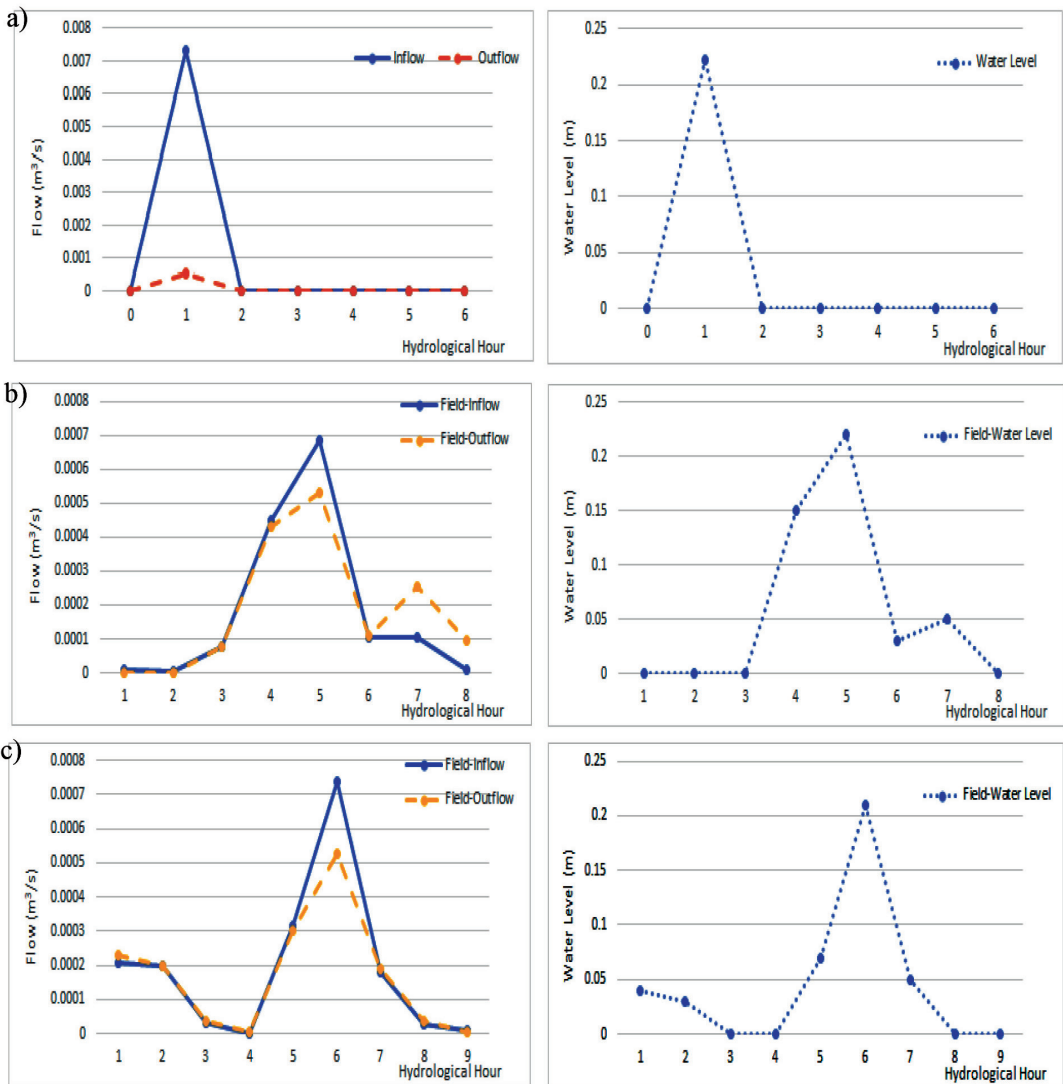 a)
0.008
0.007
0.006
0.005
0.004
0.003
0.002
0.001
0
Flow (m³/s)
Inflow Outflow
0 1 2 3 4 5 6
Hydrological Hour
0.25
0.2
0.15
0.1
0.05
0
Water Level (m)
Water Level
0 1 2 3 4 5 6
Hydrological Hour
b)
0.0008
0.0007
0.0006
0.0005
0.0004
0.0003
0.0002
0.0001
0
Flow (m³/s)
Field-Inflow
Field-Outflow
1 2 3 4 5 6 7 8
Hydrological Hour
0.25
0.2
0.15
0.1
0.05
0
Water Level (m)
Field-Water Level
1 2 3 4 5 6 7 8
Hydrological Hour
c)
0.0008
0.0007
0.0006
0.0005
0.0004
0.0003
0.0002
0.0001
0
Flow (m³/s)
Field-Inflow
Field-Outflow
1 2 3 4 5 6 7 8 9
Hydrological Hour
0.25
0.2
0.15
0.1
0.05
0
Water Level (m)
Field-Water Level
1 2 3 4 5 6 7 8 9
Hydrological Hour